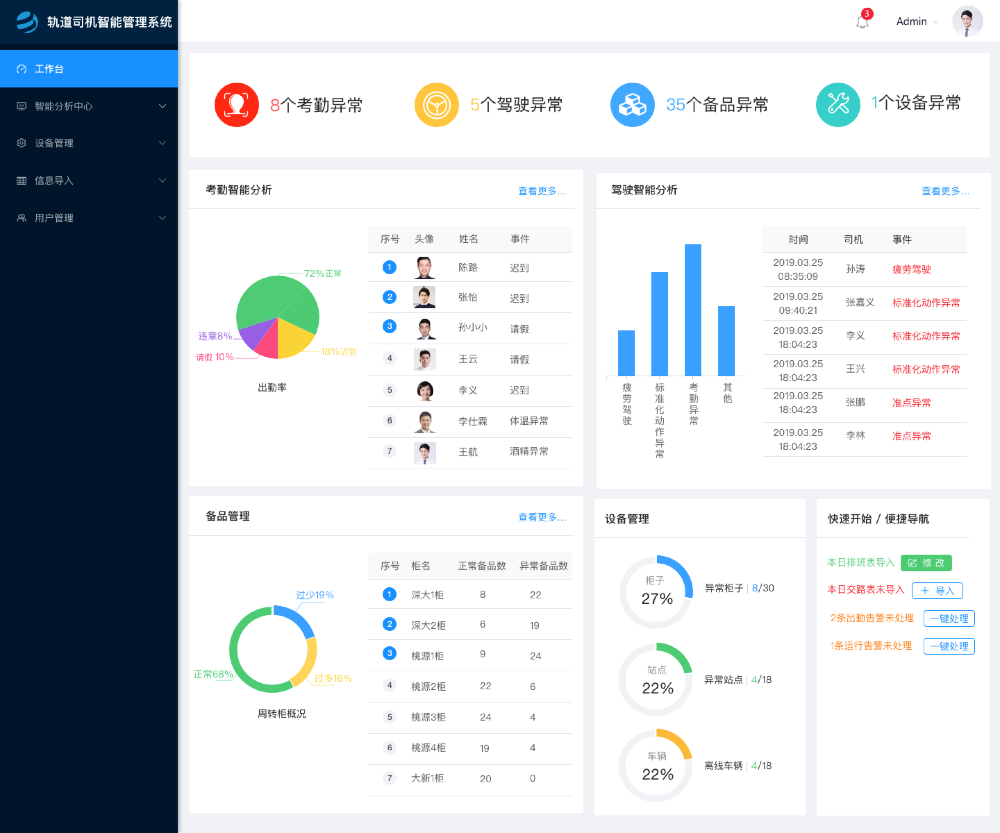 轨道司机智能管理系统
3
Admin
工作台
智能分析中心
设备管理
信息导入
用户管理
8个考勤异常
5个驾驶异常
35个备品异常
1个设备异常
考勤智能分析
查看更多...
72%正常
违章8%
请假 10%
18%迟到
出勤率
序号 头像 姓名 事件
1 陈路 迟到
2 张怡 迟到
3 孙小小 请假
4 王云 请假
5 李义 迟到
6 李仕霖 体温异常
7 王航 酒精异常
驾驶智能分析
查看更多...
疲劳驾驶
标准化动作异常
考勤异常
其他
时间 司机 事件
2019.03.25
08:35:09
孙涛 疲劳驾驶
2019.03.25
09:40:21
张嘉义 标准化动作异常
2019.03.25
18:04:23
李义 标准化动作异常
2019.03.25
18:04:23
王兴 标准化动作异常
2019.03.25
18:04:23
张鹏 准点异常
2019.03.25
18:04:23
李林 准点异常
备品管理
查看更多...
过少19%
正常68%
过多18%
周转柜概况
序号 柜名 正常备品数 异常备品数
1 深大1柜 8 22
2 深大2柜 6 19
3 桃源1柜 9 24
4 桃源2柜 22 6
5 桃源3柜 24 4
6 桃源4柜 19 4
7 大新1柜 20 0
设备管理
柜子
27%
异常柜子 | 8/30
站点
22%
异常站点 | 4/18
车辆
22%
离线车辆 | 4/18
快速开始 / 便捷导航
本日排班表导入 修 改
本日交路表未导入 + 导入
2条出勤告警未处理 一键处理
1条运行告警未处理 一键处理